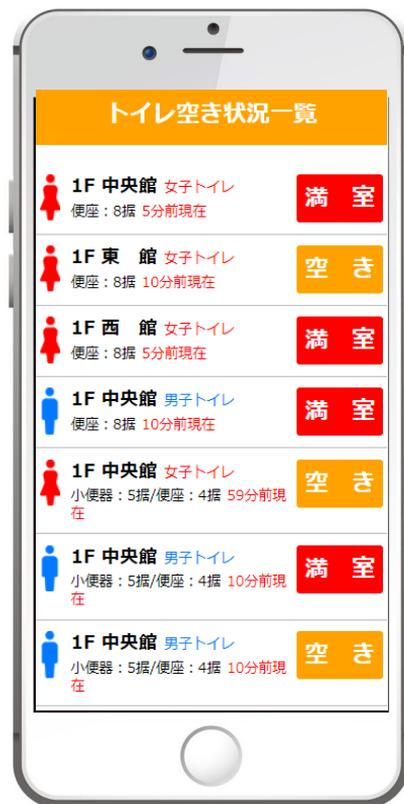 トイレ空き状況一覧
1F 中央館 女子トイレ
便座：8据 5分前現在
満　室
1F 東　館 女子トイレ
便座：8据 10分前現在
空　き
1F 西　館 女子トイレ
便座：8据 5分前現在
満　室
1F 中央館 男子トイレ
便座：8据 10分前現在
満　室
1F 中央館 女子トイレ
小便器：5据/便座：4据 59分前現
在
空　き
1F 中央館 男子トイレ
小便器：5据/便座：4据 10分前現
在
満　室
1F 中央館 男子トイレ
小便器：5据/便座：4据 10分前現
在
空　き